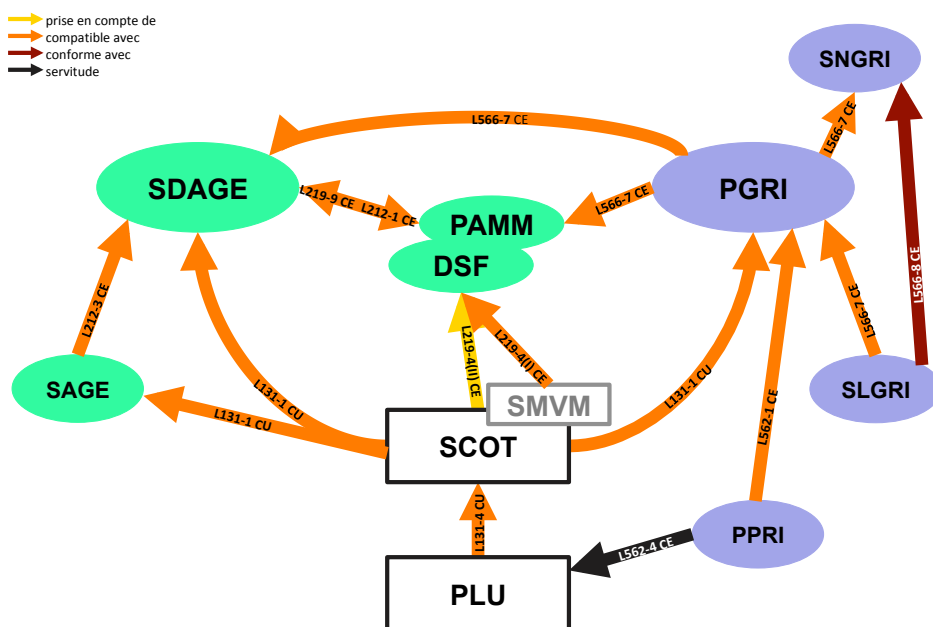 prise en compte de
compatible avec
conforme avec
servitude
SNGRI
L566-7 CE
L566-7 CE
SDAGE
PGRI
L219-9 CE L212-1 CE
L566-7 CE
PAMM
DSF
L566-8 CE
L212-3 CE
L219-4(II) CE
L219-4(I) CE
L566-7 CE
L131-1 CU
L131-1 CU
L562-1 CE
SAGE
SMVM
SLGRI
L131-1 CU
SCOT
L131-4 CU
PPRI
L562-4 CE
PLU